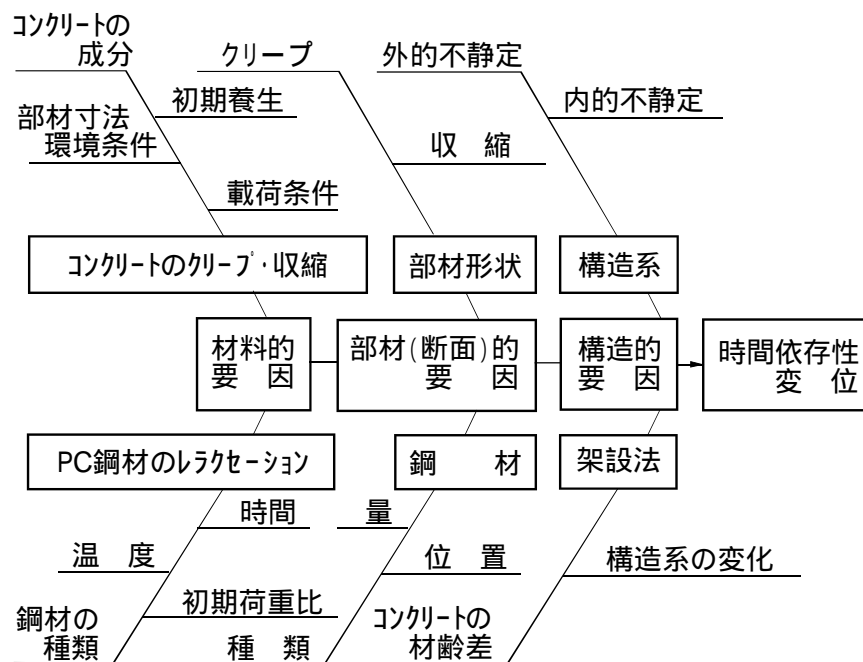 コンクリートの
成分
クリープ
外的不静定
初期養生
内的不静定
部材寸法
環境条件
収 縮
載荷条件
コンクリートのクリープ・収縮
部材形状
構造系
材料的
要 因
部材(断面)的
要 因
構造的
要 因
時間依存性
変 位
PC鋼材のレラクセーション
鋼 材
架設法
時間
量
温 度
位 置
構造系の変化
初期荷重比
鋼材の
種類
種 類
コンクリートの
材齢差